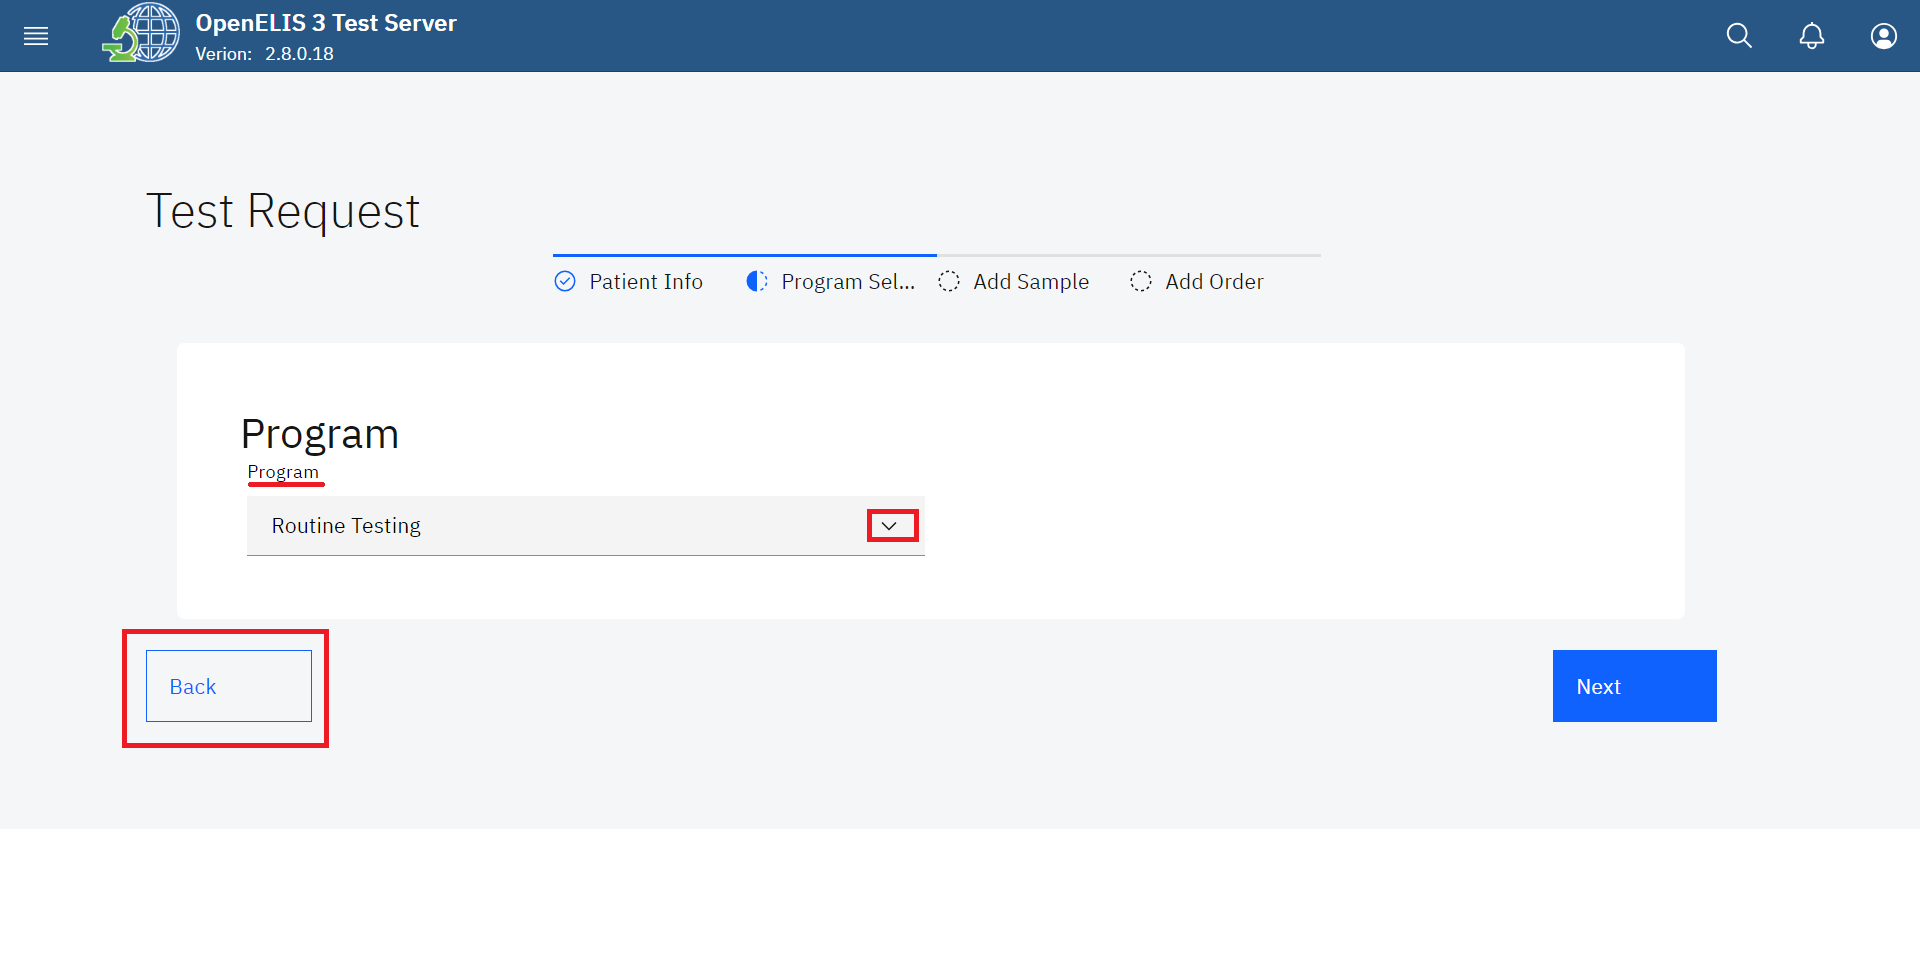 OpenELIS 3 Test Server
Verion: 2.8.0.18
Test Request
Patient Info
Program Sel...
Add Sample
Add Order
Program
Program
Routine Testing
Back
Next